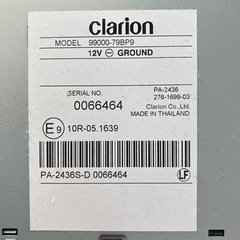 clarion
MODEL 99000-79BP9
12V ⎓ ⊖ GROUND
SERIAL NO.
0066464
PA-2436
276-1699-03
Clarion Co.,Ltd.
MADE IN THAILAND
E9 10R-05.1639
PA-2436S-D 0066464
LF